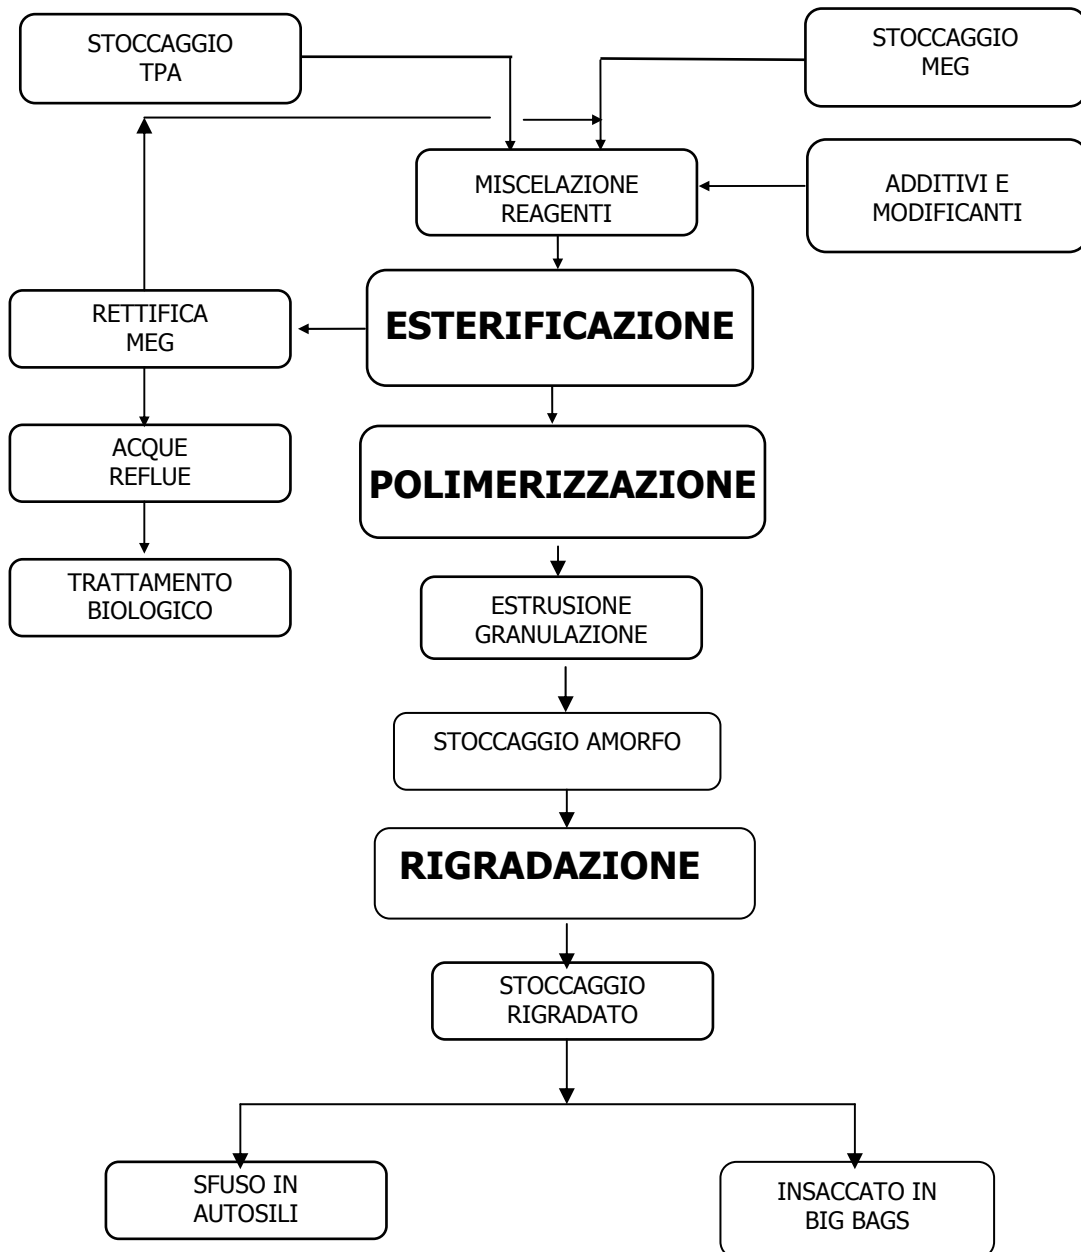 STOCCAGGIO
TPA
STOCCAGGIO
MEG
MISCELAZIONE
REAGENTI
ADDITIVI E
MODIFICANTI
RETTIFICA
MEG
ESTERIFICAZIONE
ACQUE
REFLUE
POLIMERIZZAZIONE
TRATTAMENTO
BIOLOGICO
ESTRUSIONE
GRANULAZIONE
STOCCAGGIO AMORFO
RIGRADAZIONE
STOCCAGGIO
RIGRADATO
SFUSO IN
AUTOSILI
INSACCATO IN
BIG BAGS